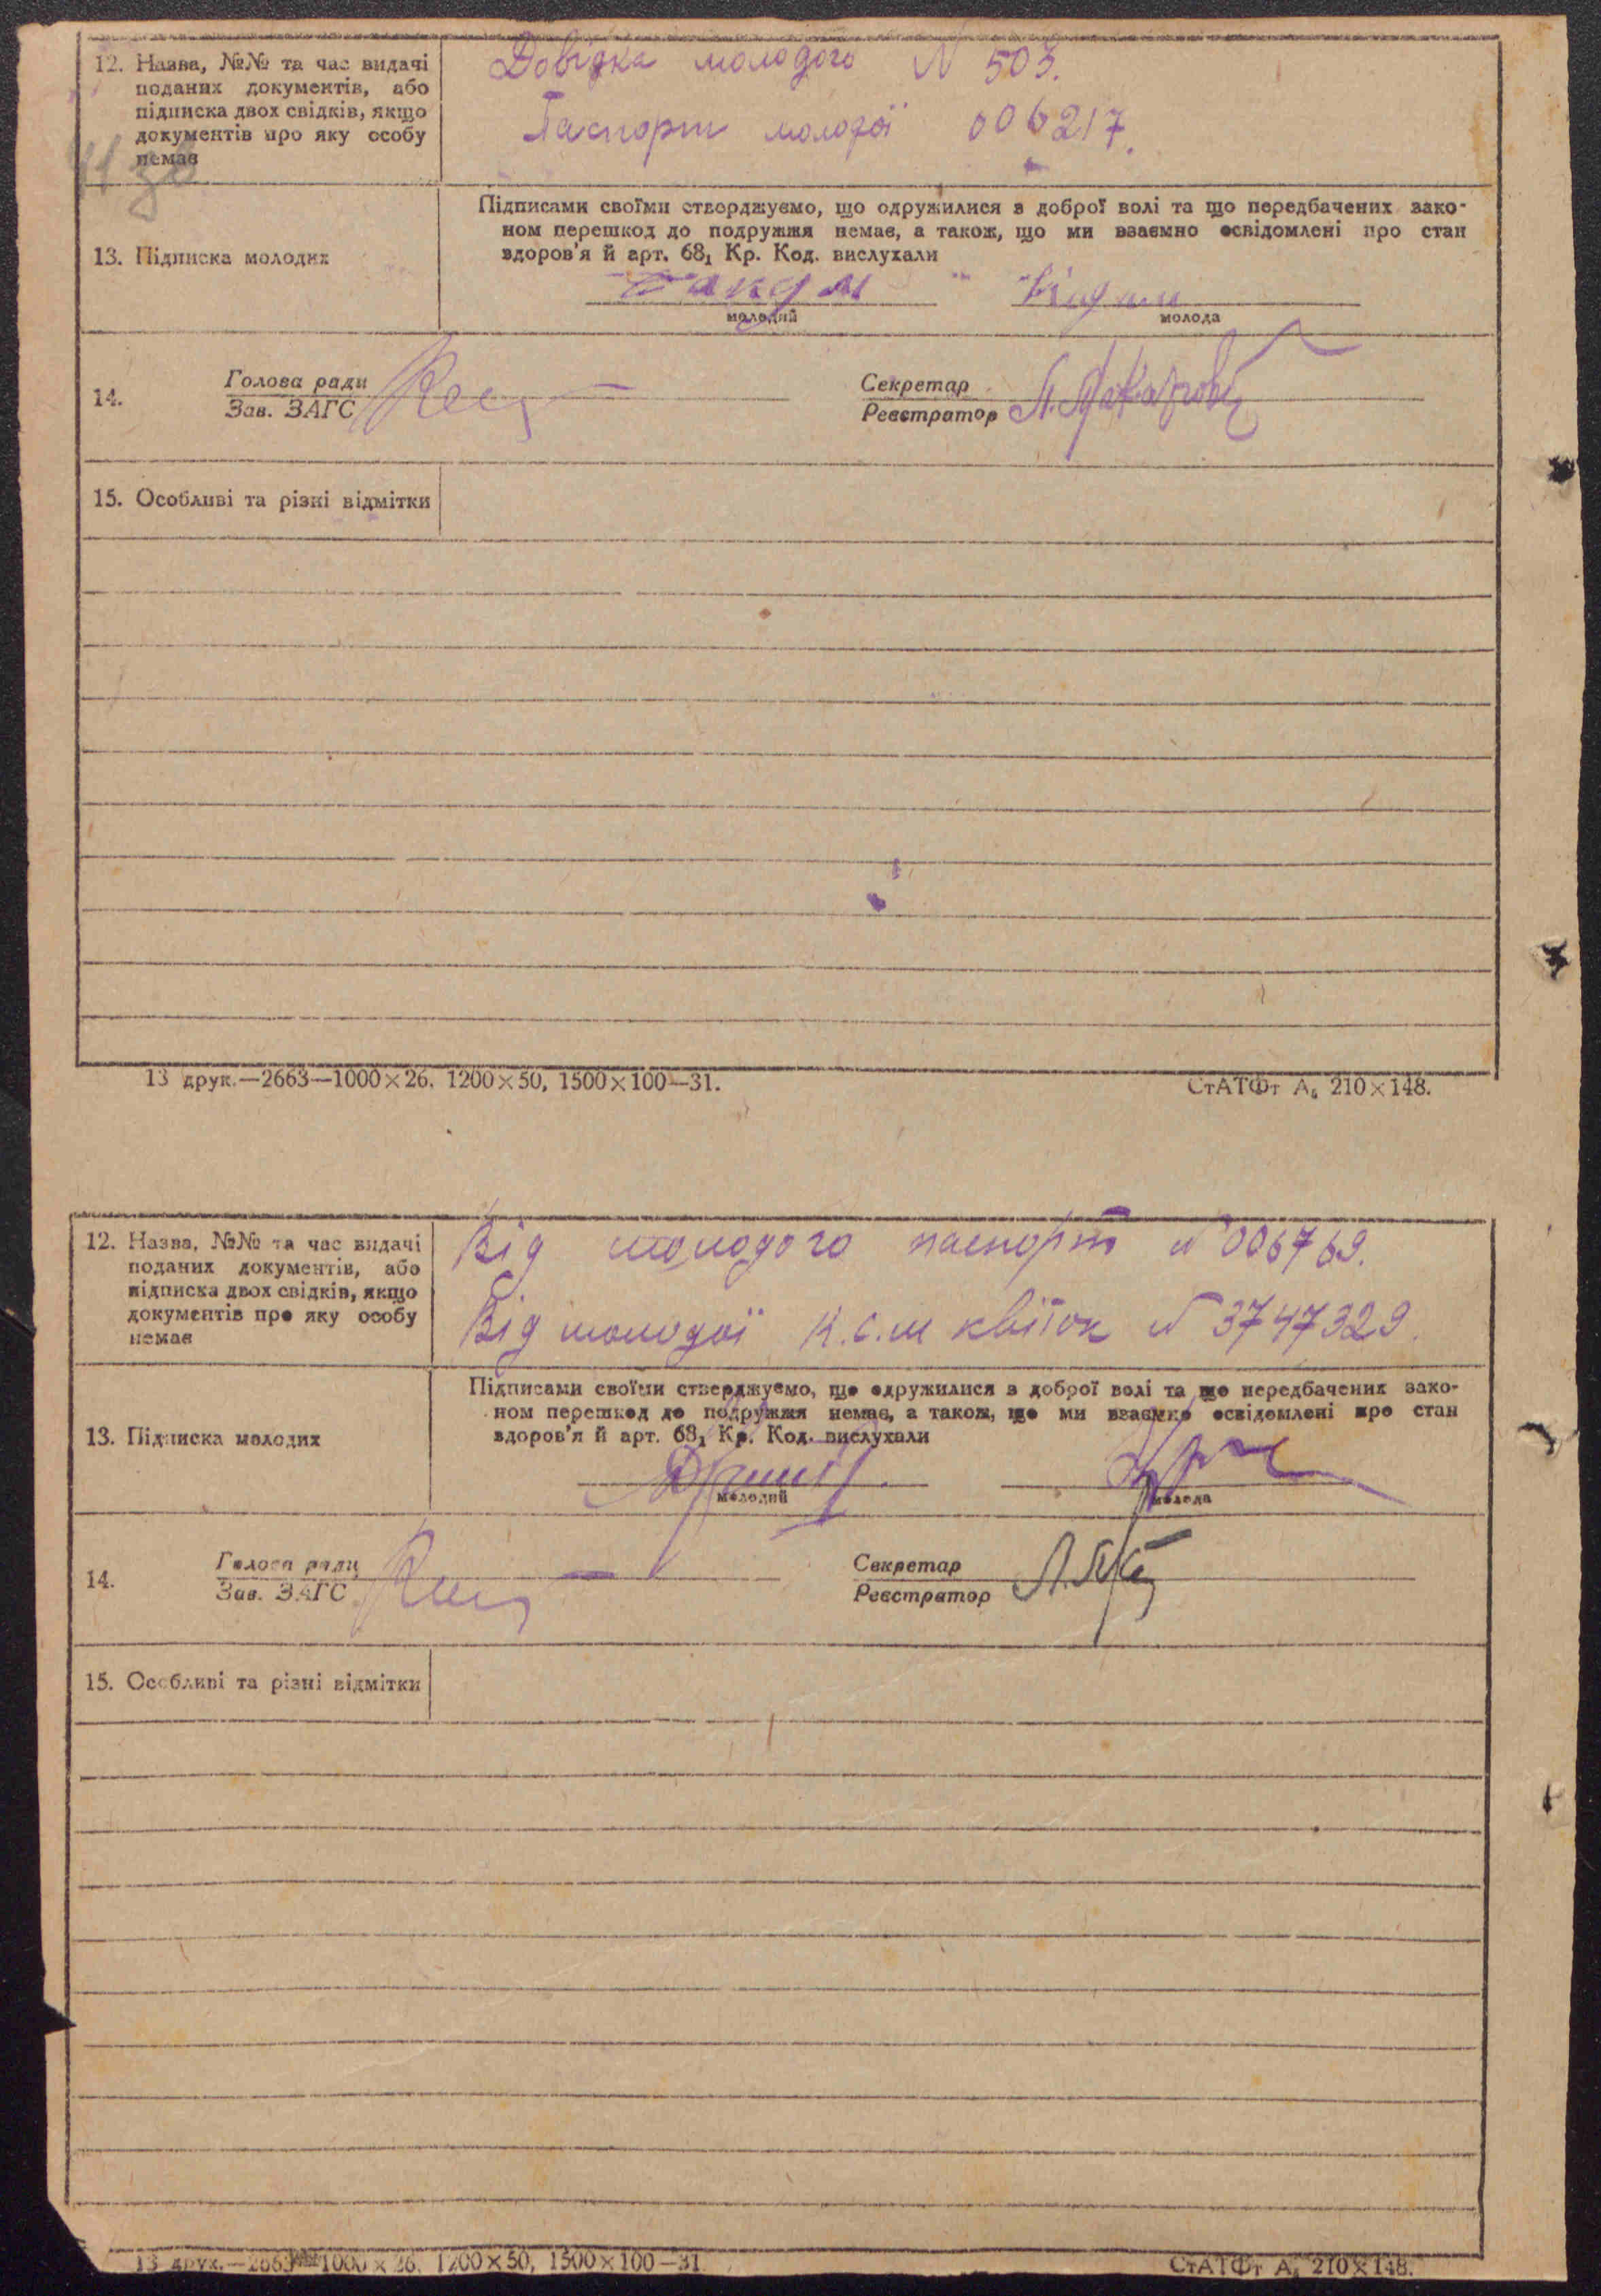 12. Назва, №№ та час видачі
поданих документів, або
підписка двох свідків, якщо
документів про яку особу
немає
Довідка молодого N 503.
Паспорт молодої 006217.
11 зв
13. Підписка молодих
Підписами своїми стверджуємо, що одружилися з доброї волі та що передбачених зако-
ном перешкод до подружжя немає, а також, що ми взаємно освідомлені про стан
здоров'я й арт. 68₁ Кр. Код. вислухали
молодий
молода
14.
Голова ради
Зав. ЗАГС
Секретар
Реєстратор
15. Особливі та різні відмітки
13 друк.—2663—1000×26. 1200×50, 1500×100—31.
СтАТФт А₅ 210×148.
12. Назва, №№ та час видачі
поданих документів, або
підписка двох свідків, якщо
документів про яку особу
немає
Від молодого паспорт N 006769.
Від молодої К.С.М квіток N 3747329.
13. Підписка молодих
Підписами своїми стверджуємо, що одружилися з доброї волі та що передбачених зако-
ном перешкод до подружжя немає, а також, що ми взаємно освідомлені про стан
здоров'я й арт. 68₁ Кр. Код. вислухали
молодий
молода
14.
Голова ради
Зав. ЗАГС
Секретар
Реєстратор
15. Особливі та різні відмітки
13 друк.—2663—1000×26. 1200×50, 1500×100—31
СтАТФт А₅ 210×148.